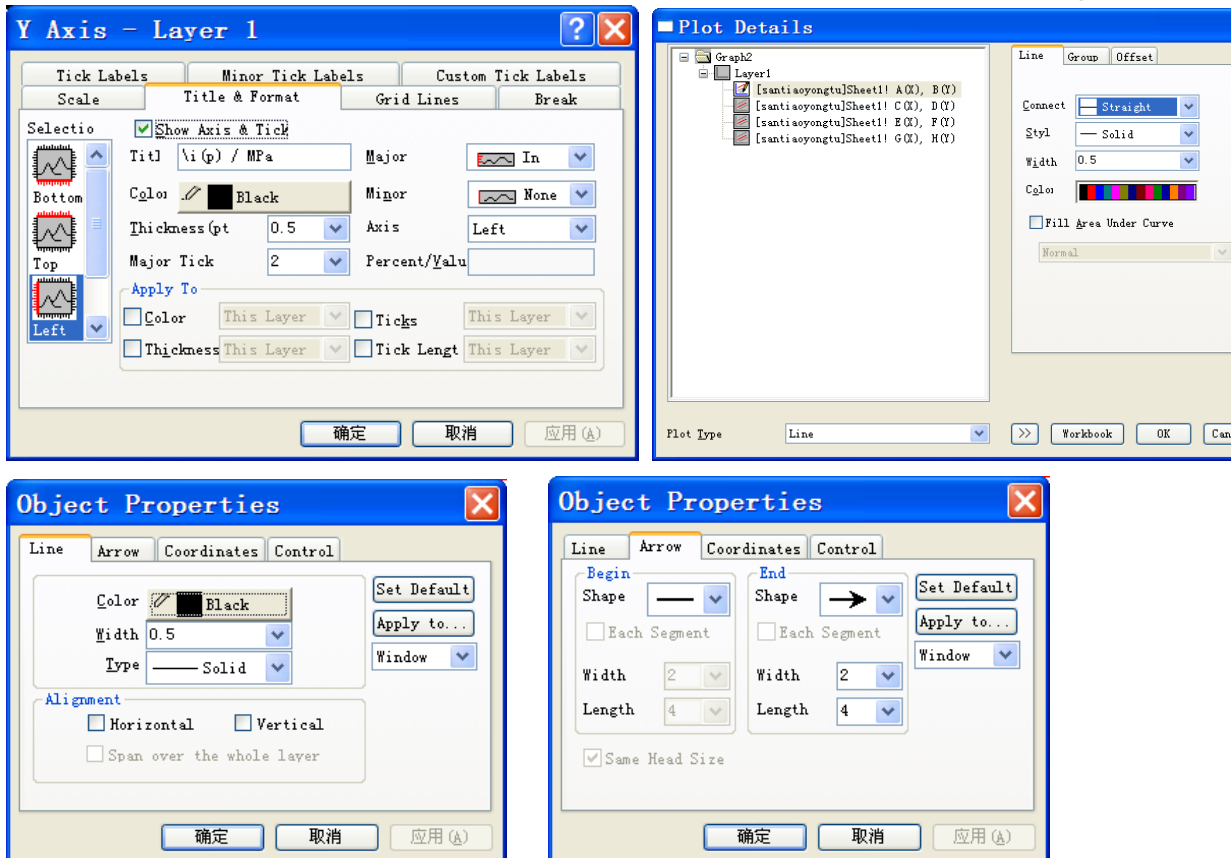 Y Axis - Layer 1
Tick Labels Minor Tick Labels Custom Tick Labels
Scale Title & Format Grid Lines Break
Selectio Show Axis & Tick
Bottom
Top
Left
Titl \i(p) / MPa Major In
Color Black Minor None
Thickness(pt 0.5 Axis Left
Major Tick 2 Percent/Valu
Apply To
Color This Layer Ticks This Layer
Thickness This Layer Tick Lengt This Layer
确定 取消 应用(A)
Plot Details
Graph2
Layer1
[santiaoyongtu]Sheet1! A(X), B(Y)
[santiaoyongtu]Sheet1! C(X), D(Y)
[santiaoyongtu]Sheet1! E(X), F(Y)
[santiaoyongtu]Sheet1! G(X), H(Y)
Line Group Offset
Connect Straight
Styl Solid
Width 0.5
Color
Fill Area Under Curve
Normal
Plot Type Line >> Workbook OK Can
Object Properties
Line Arrow Coordinates Control
Color Black
Width 0.5
Type Solid
Set Default
Apply to...
Window
Alignment
Horizontal Vertical
Span over the whole layer
确定 取消 应用(A)
Object Properties
Line Arrow Coordinates Control
Begin End
Shape Shape
Each Segment Each Segment
Width 2 Width 2
Length 4 Length 4
Set Default
Apply to...
Window
Same Head Size
确定 取消 应用(A)